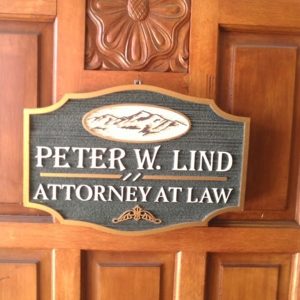 PETER W. LIND
ATTORNEY AT LAW